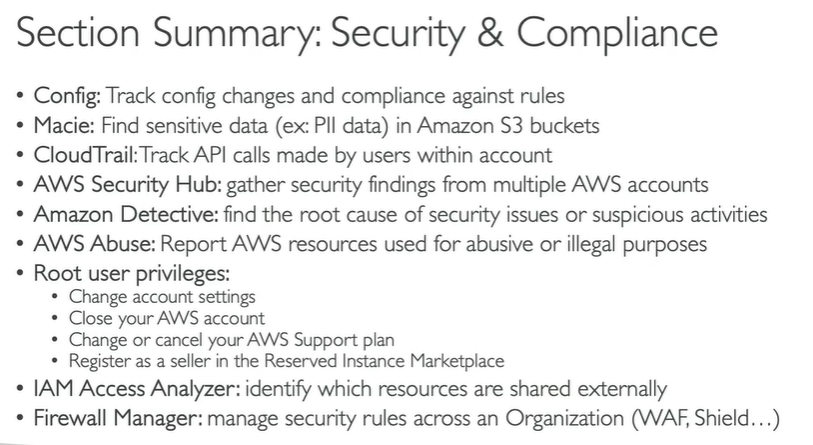 Section Summary: Security & Compliance
• Config: Track config changes and compliance against rules
• Macie: Find sensitive data (ex: PII data) in Amazon S3 buckets
• CloudTrail: Track API calls made by users within account
• AWS Security Hub: gather security findings from multiple AWS accounts
• Amazon Detective: find the root cause of security issues or suspicious activities
• AWS Abuse: Report AWS resources used for abusive or illegal purposes
• Root user privileges:
• Change account settings
• Close your AWS account
• Change or cancel your AWS Support plan
• Register as a seller in the Reserved Instance Marketplace
• IAM Access Analyzer: identify which resources are shared externally
• Firewall Manager: manage security rules across an Organization (WAF, Shield…)